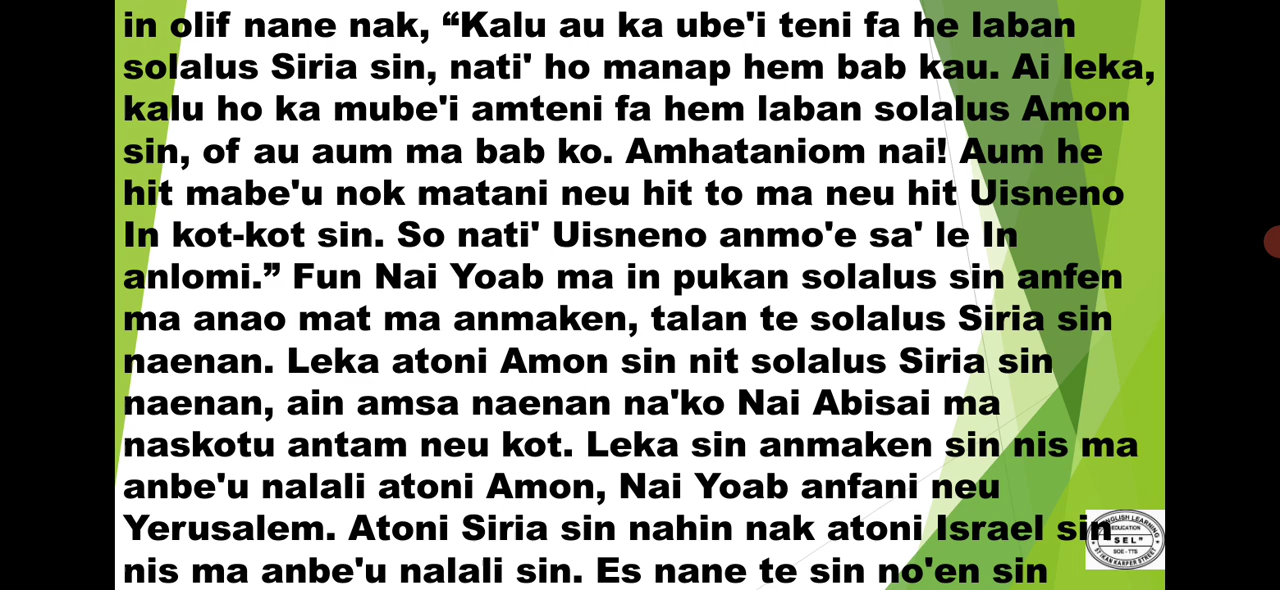 in olif nane nak, “Kalu au ka ube'i teni fa he laban
solalus Siria sin, nati' ho manap hem bab kau. Ai leka,
kalu ho ka mube'i amteni fa hem laban solalus Amon
sin, of au aum ma bab ko. Amhataniom nai! Aum he
hit mabe'u nok matani neu hit to ma neu hit Uisneno
In kot-kot sin. So nati' Uisneno anmo'e sa' le In
anlomi.” Fun Nai Yoab ma in pukan solalus sin anfen
ma anao mat ma anmaken, talan te solalus Siria sin
naenan. Leka atoni Amon sin nit solalus Siria sin
naenan, ain amsa naenan na'ko Nai Abisai ma
naskotu antam neu kot. Leka sin anmaken sin nis ma
anbe'u nalali atoni Amon, Nai Yoab anfani neu
Yerusalem. Atoni Siria sin nahin nak atoni Israel sin
nis ma anbe'u nalali sin. Es nane te sin no'en sin
ENGLISH LEARNING
EDUCATION
"SEL"
SOE - TTS